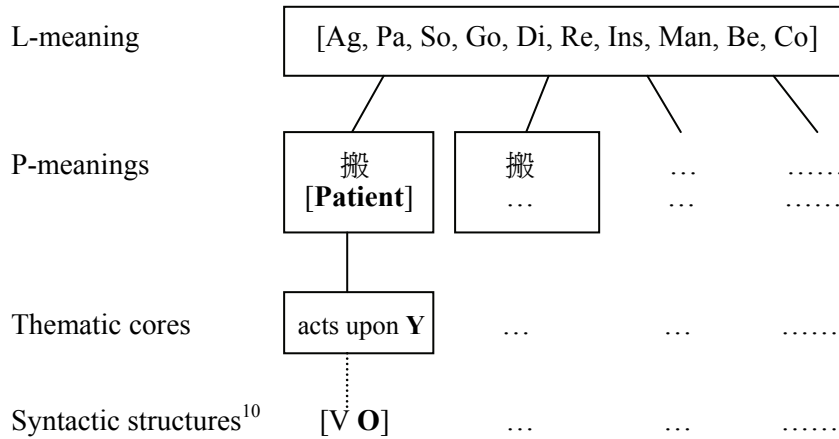 L-meaning [Ag, Pa, So, Go, Di, Re, Ins, Man, Be, Co]
P-meanings 搬 搬 … ……
[Patient] … … ……
Thematic cores acts upon Y … … ……
Syntactic structures10 [V O] … … ……